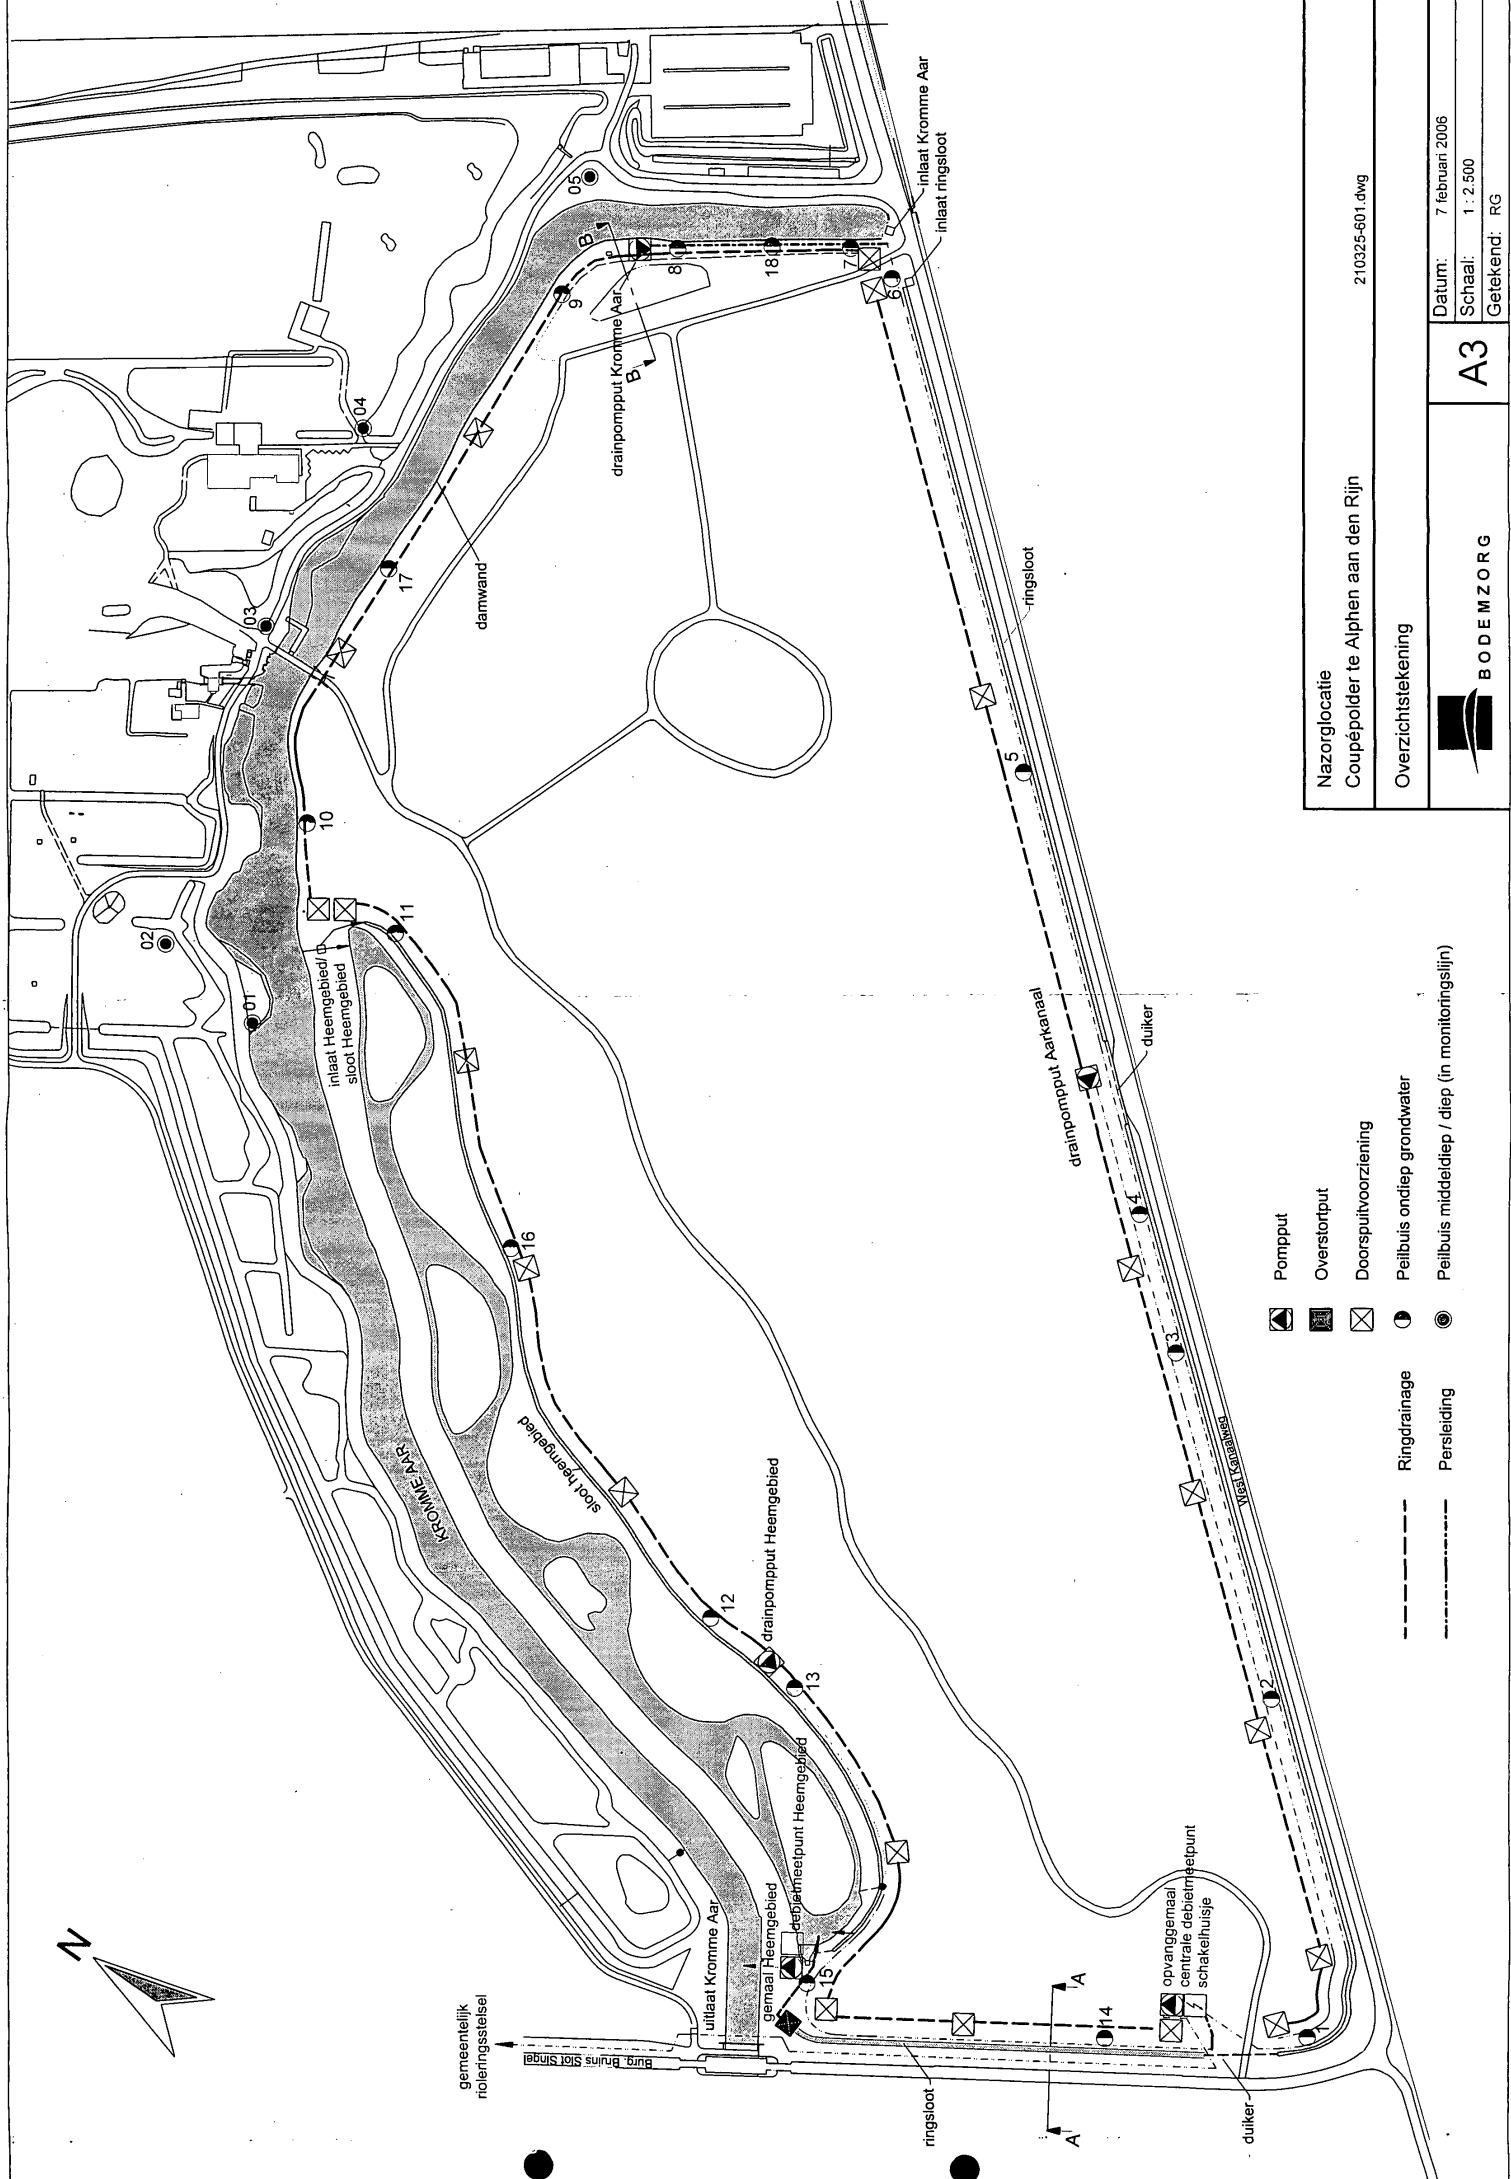 N
gemeentelijk
rioleringsstelsel
Burg. Bruins Slot Singel
uitlaat Kromme Aar
gemaal Heemgebied
debietmeetpunt Heemgebied
KROMME AAR
sloot heemgebied
drainpompput Heemgebied
inlaat Heemgebied/
sloot Heemgebied
01
02
03
04
05
damwand
drainpompput Kromme Aar
B
B
inlaat Kromme Aar
inlaat ringsloot
ringsloot
drainpompput Aarkanaal
duiker
West Kanaalweg
opvanggemaal
centrale debietmeetpunt
schakelhuisje
A
A
ringsloot
duiker
1
2
3
4
5
6
7
18
8
9
17
10
11
16
12
13
15
14
Ringdrainage
Persleiding
Pompput
Overstortput
Doorspuitvoorziening
Peilbuis ondiep grondwater
Peilbuis middeldiep / diep (in monitoringslijn)
Nazorglocatie
Coupépolder te Alphen aan den Rijn
210325-601.dwg
Overzichtstekening
BODEMZORG
A3
Datum: 7 februari 2006
Schaal: 1 : 2.500
Getekend: RG